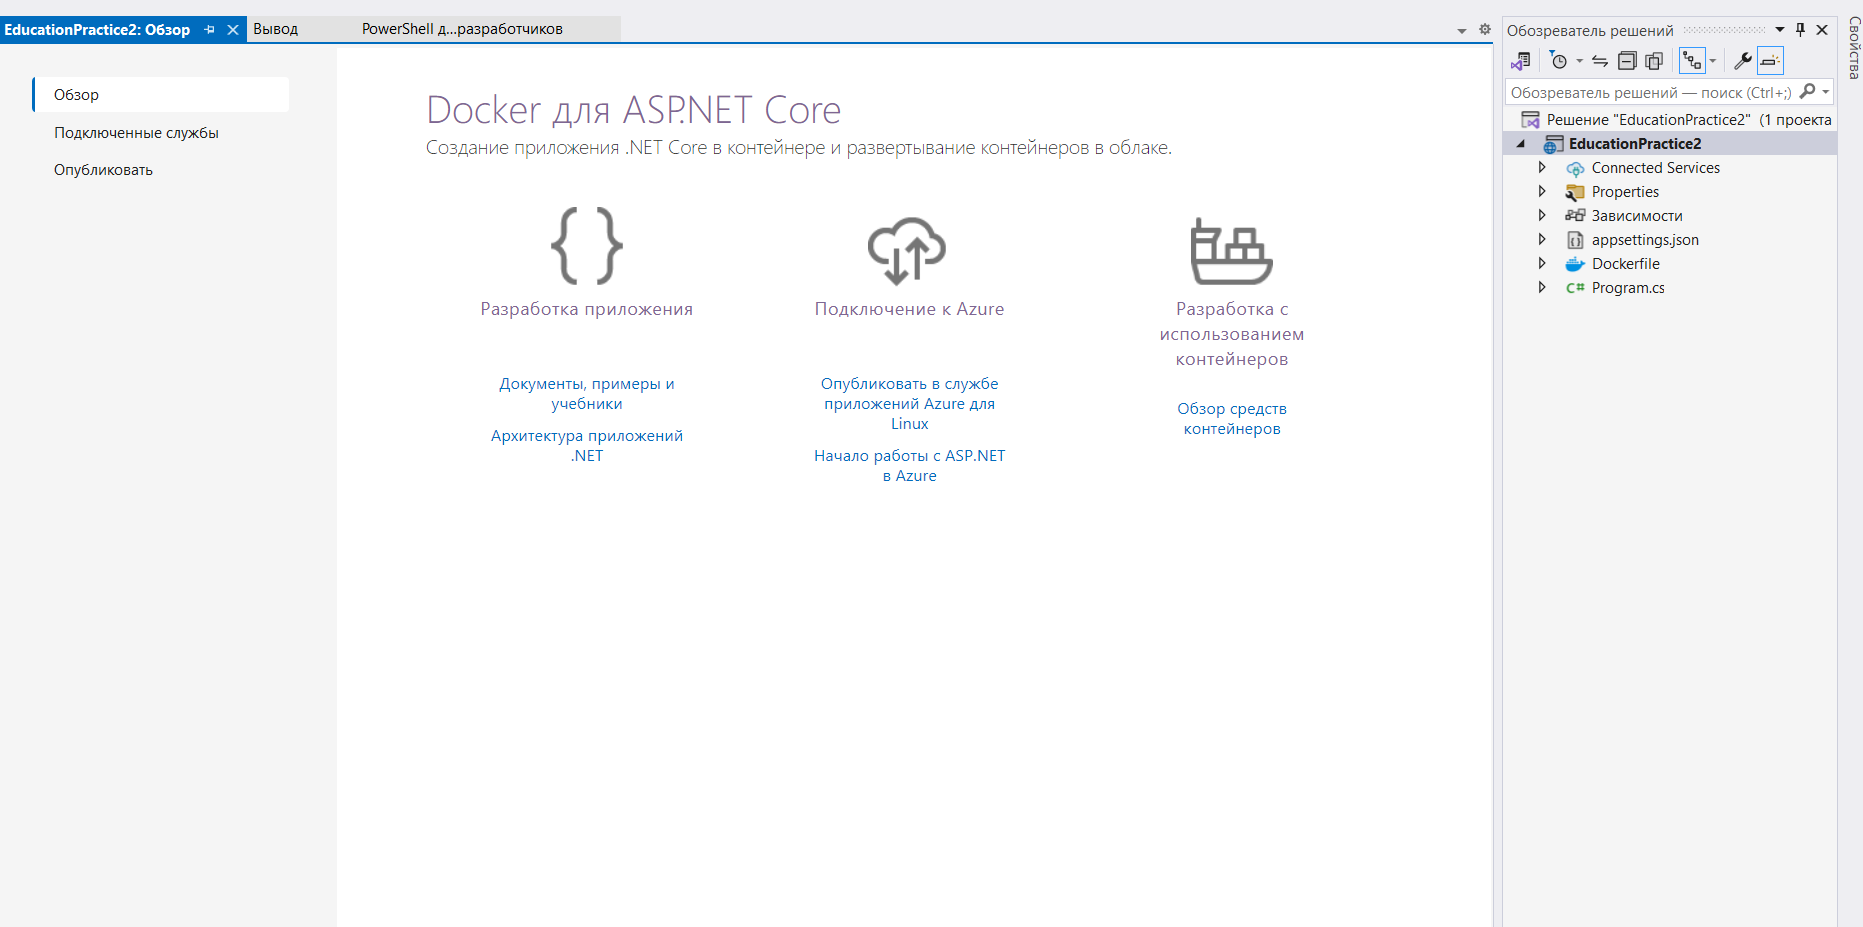 EducationPractice2: Обзор
Вывод
PowerShell д...разработчиков
Обзор
Подключенные службы
Опубликовать
Docker для ASP.NET Core
Создание приложения .NET Core в контейнере и развертывание контейнеров в облаке.
Разработка приложения
Документы, примеры и
учебники
Архитектура приложений
.NET
Подключение к Azure
Опубликовать в службе
приложений Azure для
Linux
Начало работы с ASP.NET
в Azure
Разработка с
использованием
контейнеров
Обзор средств
контейнеров
Обозреватель решений
Обозреватель решений — поиск (Ctrl+;)
Решение "EducationPractice2" (1 проекта
EducationPractice2
Connected Services
Properties
Зависимости
appsettings.json
Dockerfile
C# Program.cs
Свойства